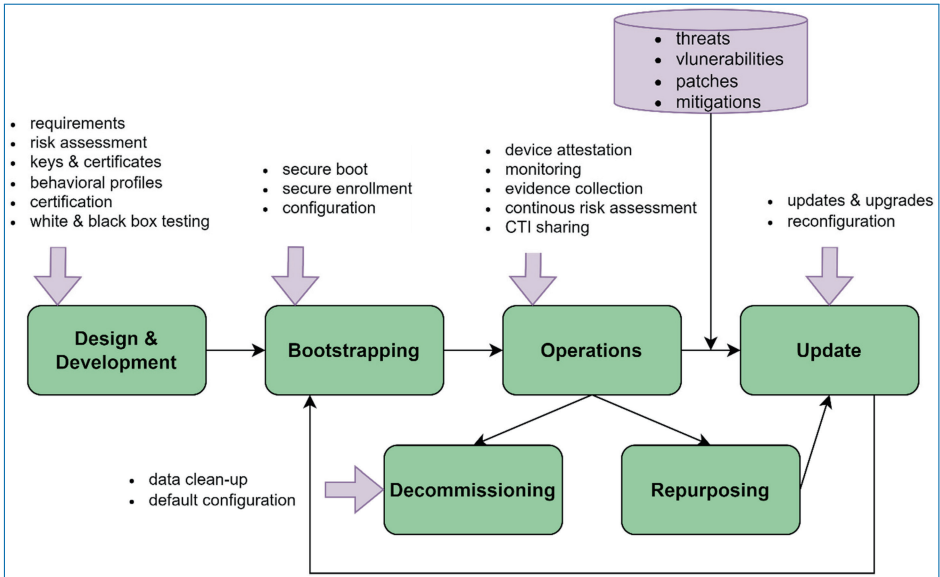 • threats
• vlunerabilities
• patches
• mitigations
• requirements
• risk assessment
• keys & certificates
• behavioral profiles
• certification
• white & black box testing
• secure boot
• secure enrollment
• configuration
• device attestation
• monitoring
• evidence collection
• continous risk assessment
• CTI sharing
• updates & upgrades
• reconfiguration
Design &
Development
Bootstrapping
Operations
Update
• data clean-up
• default configuration
Decommissioning
Repurposing